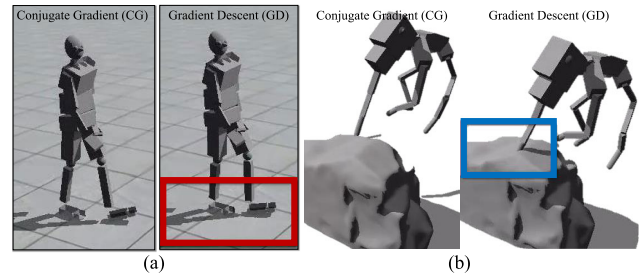 Conjugate Gradient (CG)
Gradient Descent (GD)
Conjugate Gradient (CG)
Gradient Descent (GD)
(a)
(b)